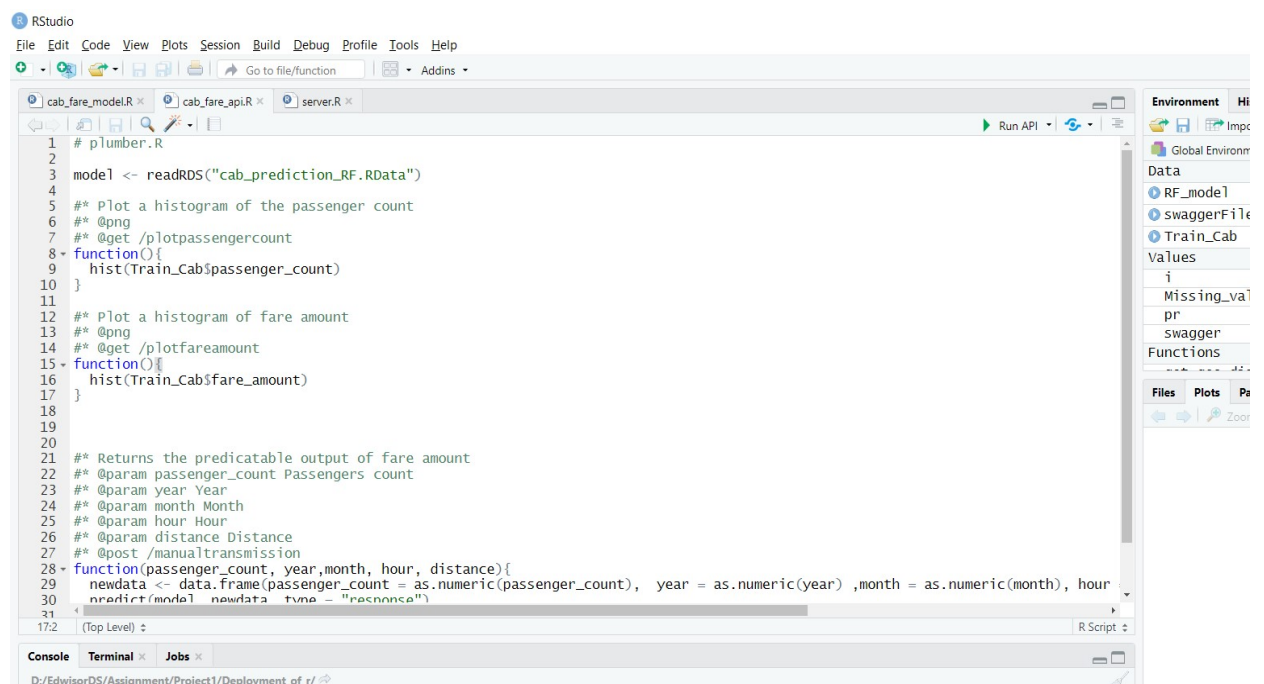 RStudio
File Edit Code View Plots Session Build Debug Profile Tools Help
Go to file/function Addins
cab_fare_model.R cab_fare_api.R server.R
Run API
1 # plumber.R
2
3 model <- readRDS("cab_prediction_RF.RData")
4
5 #* Plot a histogram of the passenger count
6 #* @png
7 #* @get /plotpassengercount
8 function(){
9 hist(Train_Cab$passenger_count)
10 }
11
12 #* Plot a histogram of fare amount
13 #* @png
14 #* @get /plotfareamount
15 function(){
16 hist(Train_Cab$fare_amount)
17 }
18
19
20
21 #* Returns the predicatable output of fare amount
22 #* @param passenger_count Passengers count
23 #* @param year Year
24 #* @param month Month
25 #* @param hour Hour
26 #* @param distance Distance
27 #* @post /manualtransmission
28 function(passenger_count, year,month, hour, distance){
29 newdata <- data.frame(passenger_count = as.numeric(passenger_count), year = as.numeric(year) ,month = as.numeric(month), hour =
30 predict(model, newdata, type = "response")
31
17:2 (Top Level) R Script
Console Terminal Jobs
D:/EdwisorDS/Assignment/Project1/Deployment of r/
Environment Hi
Impo
Global Environm
Data
RF_model
swaggerFile
Train_Cab
Values
i
Missing_val
pr
swagger
Functions
Files Plots Pa
Zoor